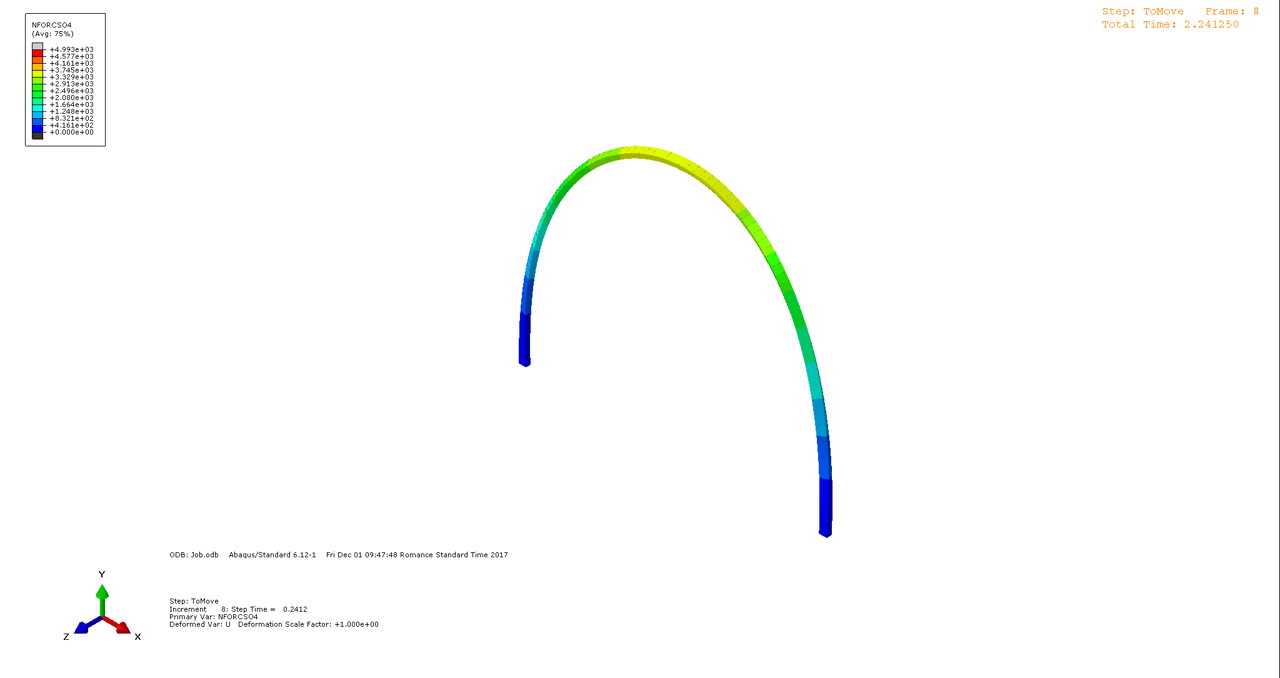 NFORCSO4
(Avg: 75%)
+4.993e+03
+4.577e+03
+4.161e+03
+3.745e+03
+3.329e+03
+2.913e+03
+2.496e+03
+2.080e+03
+1.664e+03
+1.248e+03
+8.321e+02
+4.161e+02
+0.000e+00
Step: ToMove Frame: 8
Total Time: 2.241250
ODB: Job.odb Abaqus/Standard 6.12-1 Fri Dec 01 09:47:48 Romance Standard Time 2017
Y
Z
X
Step: ToMove
Increment 8: Step Time = 0.2412
Primary Var: NFORCSO4
Deformed Var: U Deformation Scale Factor: +1.000e+00